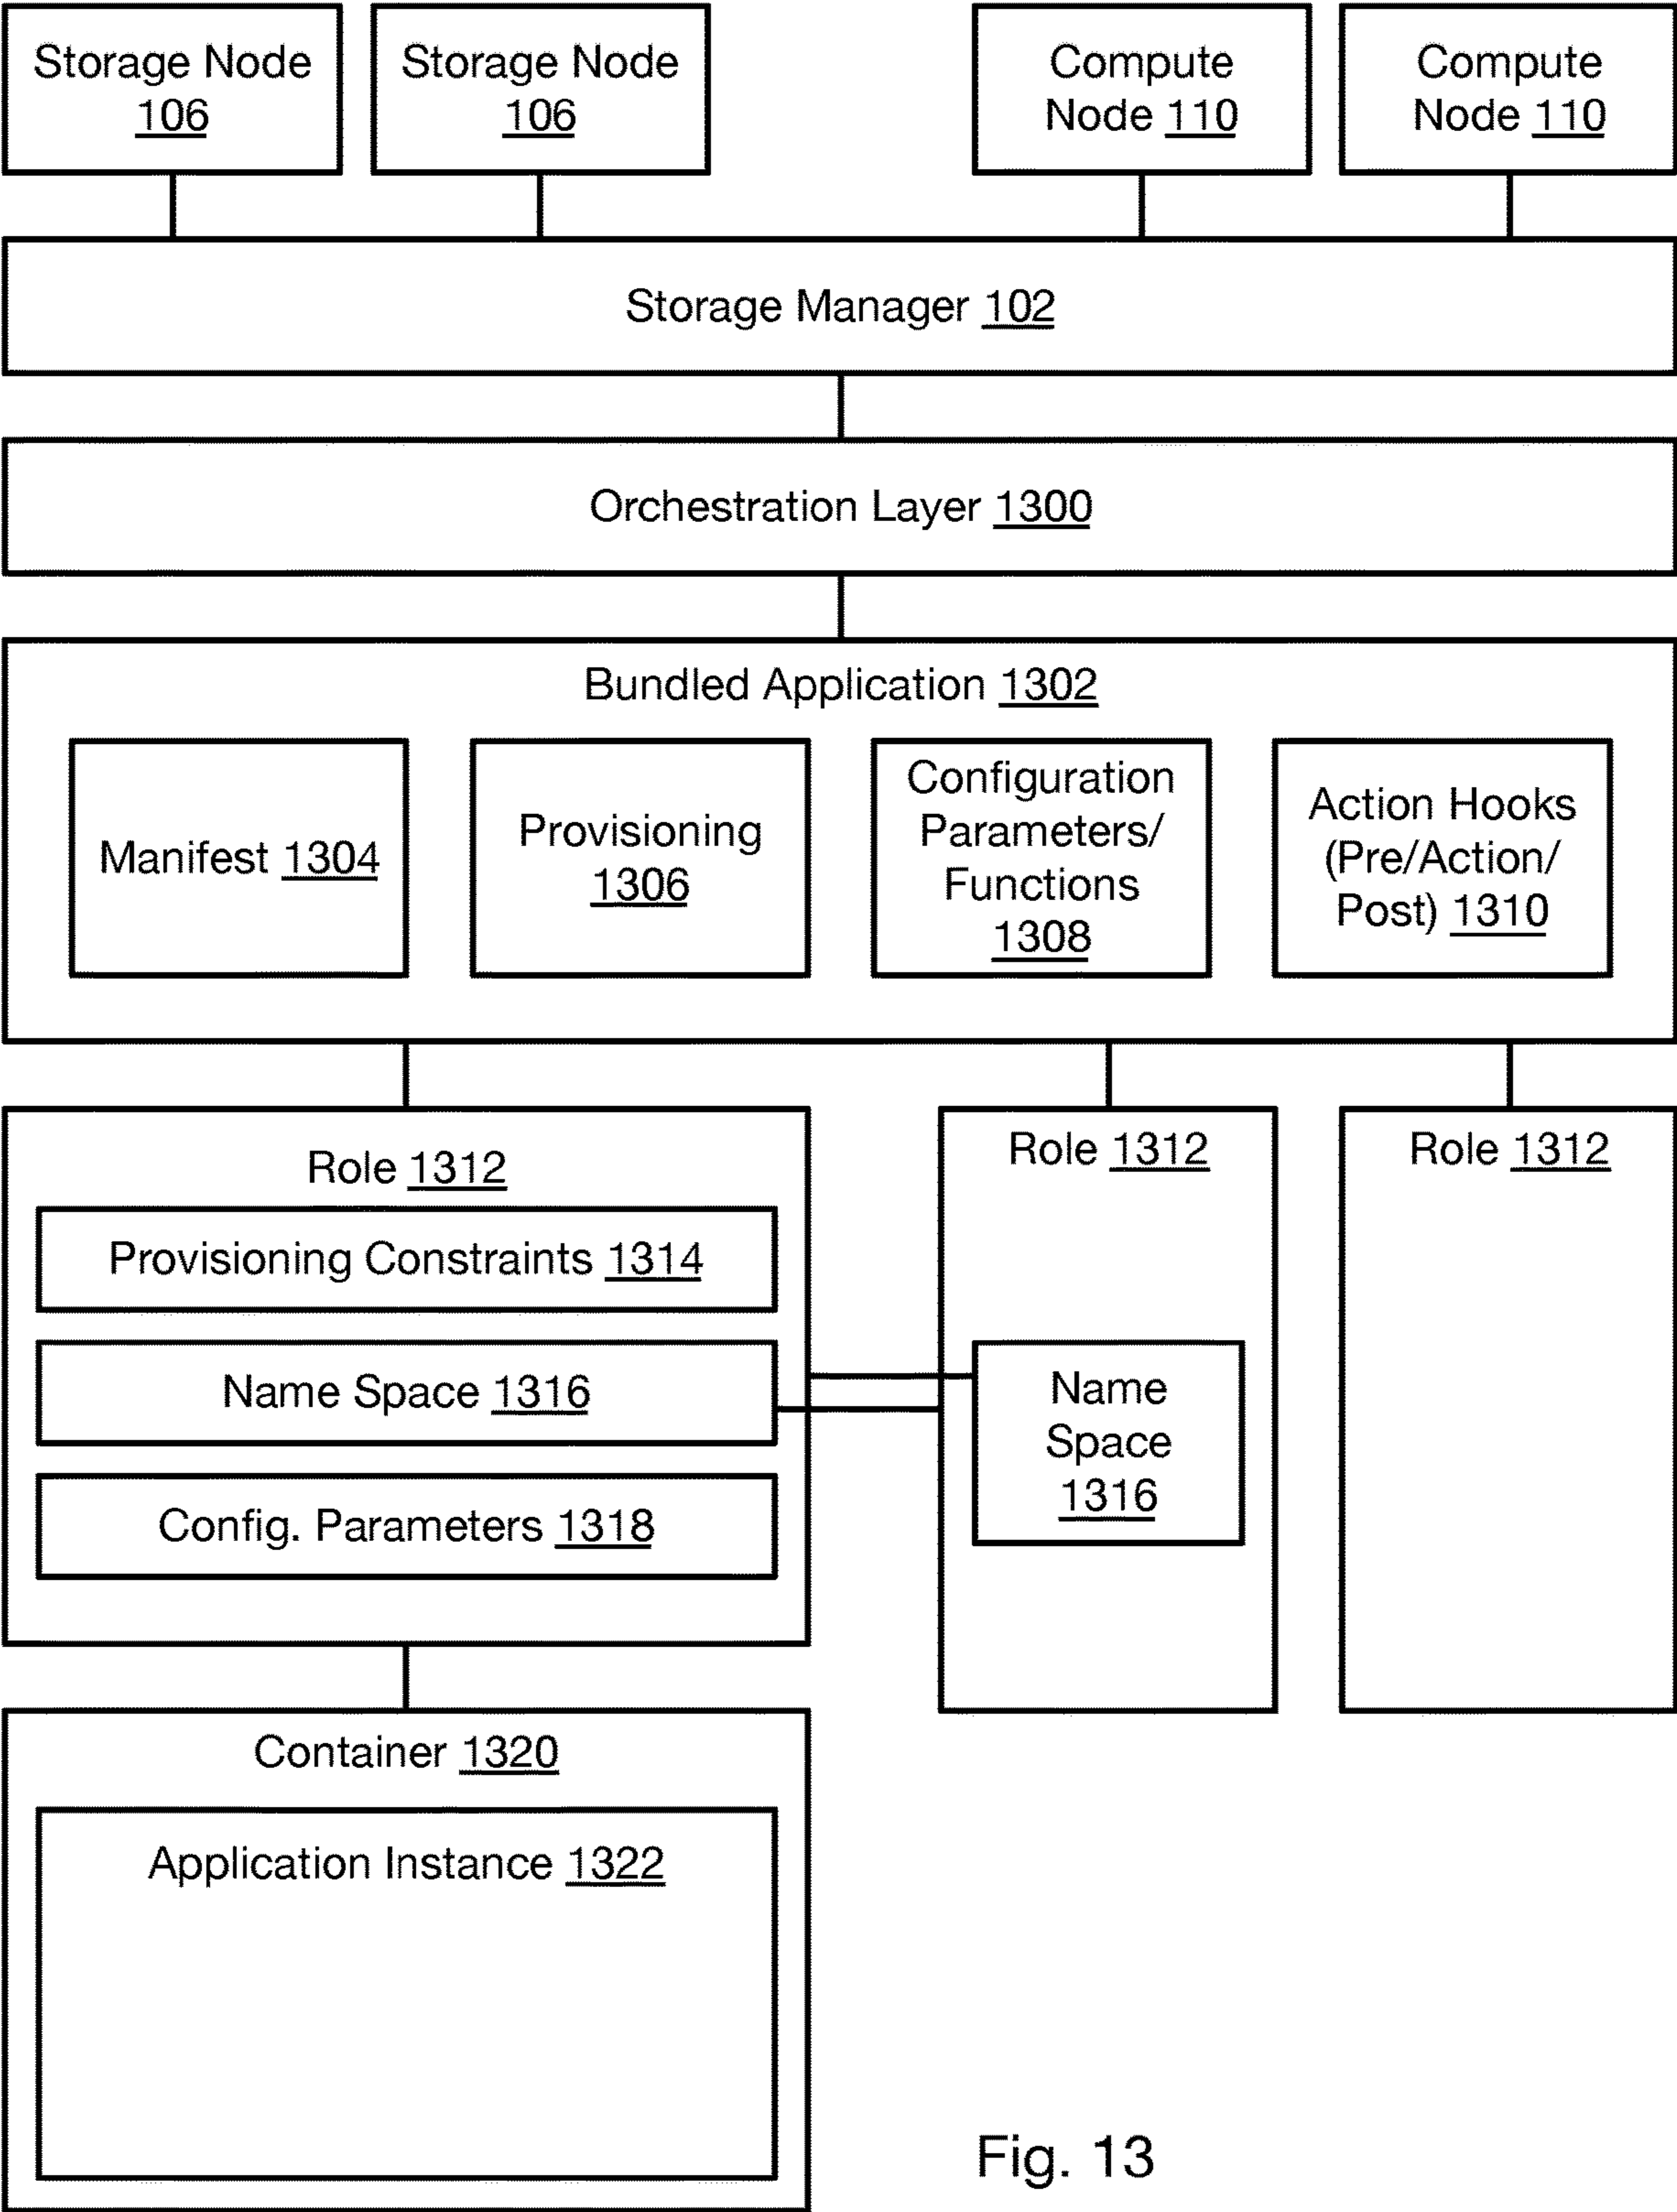 Storage Node
106
Storage Node
106
Compute
Node 110
Compute
Node 110
Storage Manager 102
Orchestration Layer 1300
Bundled Application 1302
Manifest 1304
Provisioning
1306
Configuration
Parameters/
Functions
1308
Action Hooks
(Pre/Action/
Post) 1310
Role 1312
Provisioning Constraints 1314
Name Space 1316
Config. Parameters 1318
Role 1312
Name
Space
1316
Role 1312
Container 1320
Application Instance 1322
Fig. 13